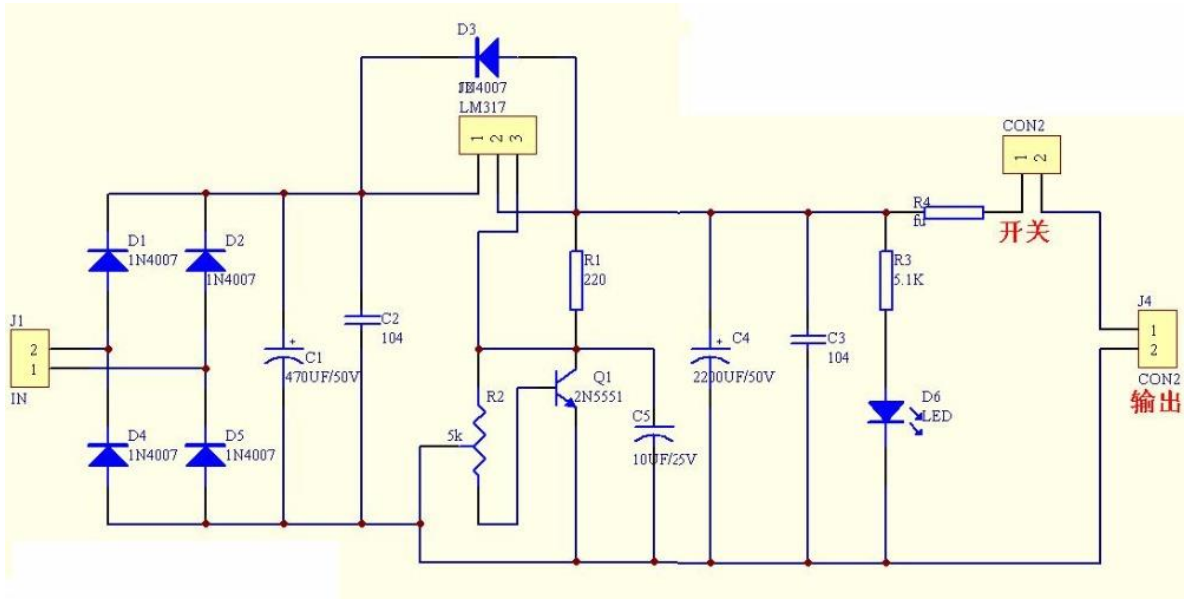 D3
1N4007
LM317
1 2 3
CON2
1 2
开关
R4
fu
D1
1N4007
D2
1N4007
R1
220
R3
5.1K
J1
2
1
IN
C2
104
C1
470UF/50V
+
C4
2200UF/50V
+
C3
104
J4
1
2
CON2
输出
Q1
2N5551
R2
5k
C5
10UF/25V
D6
LED
D4
1N4007
D5
1N4007